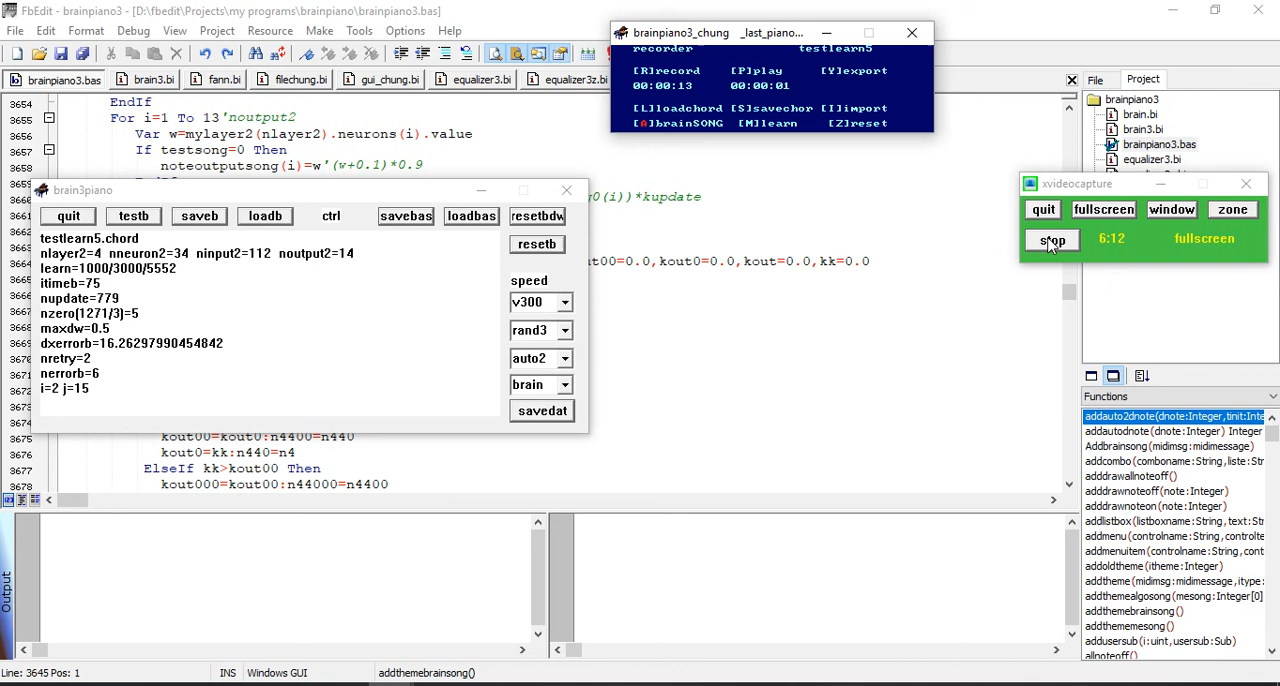 FbEdit - brainpiano3 - [D:\fbedit\Projects\my programs\brainpiano\brainpiano3.bas]
File Edit Format Debug View Project Resource Make Tools Options Help
brainpiano3.bas brain3.bi fann.bi filechung.bi gui_chung.bi equalizer3.bi equalizer3z.bi
3654 EndIf
3655 For i=1 To 13'noutput2
3656 Var w=mylayer2(nlayer2).neurons(i).value
3657 If testsong=0 Then
3658 noteoutputsong(i)=w'(w+0.1)*0.9
g0(i))*kupdate
ut00=0.0,kout0=0.0,kout=0.0,kk=0.0
3675 kout00=kout0:n4400=n440
3676 kout0=kk:n440=n4
3677 ElseIf kk>kout00 Then
3678 kout000=kout00:n44000=n4400
brainpiano3_chung _last_piano...
recorder testlearn5
[R]record [P]play [Y]export
00:00:13 00:00:01
[L]loadchord [S]savechor [I]import
[A]brainSONG [M]learn [Z]reset
brain3piano
quit testb saveb loadb ctrl savebas loadbas resetbdw
testlearn5.chord
nlayer2=4 nneuron2=34 ninput2=112 noutput2=14
learn=1000/3000/5552
itimeb=75
nupdate=779
nzero(1271/3)=5
maxdw=0.5
dxerrorb=16.26297990454842
nretry=2
nerrorb=6
i=2 j=15
resetb
speed
v300
rand3
auto2
brain
savedat
xvideocapture
quit fullscreen window zone
stop 6:12 fullscreen
File Project
brainpiano3
brain.bi
brain3.bi
brainpiano3.bas
equalizer3.bi
Functions
addauto2dnote(dnote:Integer,tinit:Inte
addautodnote(dnote:Integer) Integer
Addbrainsong(midimsg:midimessage)
addcombo(comboname:String,liste:Str
adddrawallnoteoff()
adddrawnoteoff(note:Integer)
adddrawnoteon(note:Integer)
addlistbox(listboxname:String,text:Str
addmenu(controlname:String,controlte
addmenuitem(controlname:String,cont
addoldtheme(itheme:Integer)
addtheme(midimsg:midimessage,itype:
addthemealgosong(mesong:Integer[0]
addthemebrainsong()
addthememesong()
addusersub(i:uint,usersub:Sub)
allnoteoff()
Output
Line: 3645 Pos: 1 INS Windows GUI addthemebrainsong()